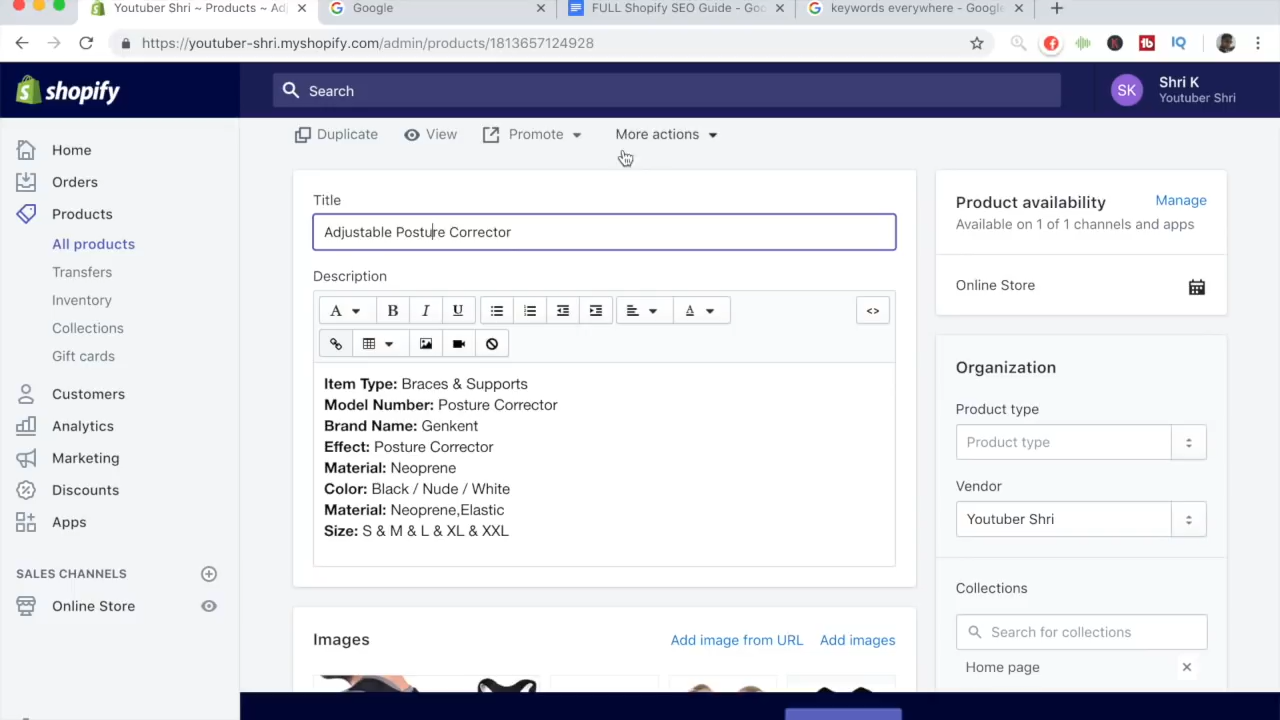 Youtuber Shri ~ Products ~ Adj
Google
FULL Shopify SEO Guide - Goo
keywords everywhere - Google
https://youtuber-shri.myshopify.com/admin/products/1813657124928
shopify
Search
SK
Shri K
Youtuber Shri
Home
Orders
Products
All products
Transfers
Inventory
Collections
Gift cards
Customers
Analytics
Marketing
Discounts
Apps
SALES CHANNELS
Online Store
Duplicate
View
Promote
More actions
Title
Adjustable Posture Corrector
Description
Item Type: Braces & Supports
Model Number: Posture Corrector
Brand Name: Genkent
Effect: Posture Corrector
Material: Neoprene
Color: Black / Nude / White
Material: Neoprene,Elastic
Size: S & M & L & XL & XXL
Images
Add image from URL
Add images
Product availability
Manage
Available on 1 of 1 channels and apps
Online Store
Organization
Product type
Product type
Vendor
Youtuber Shri
Collections
Search for collections
Home page